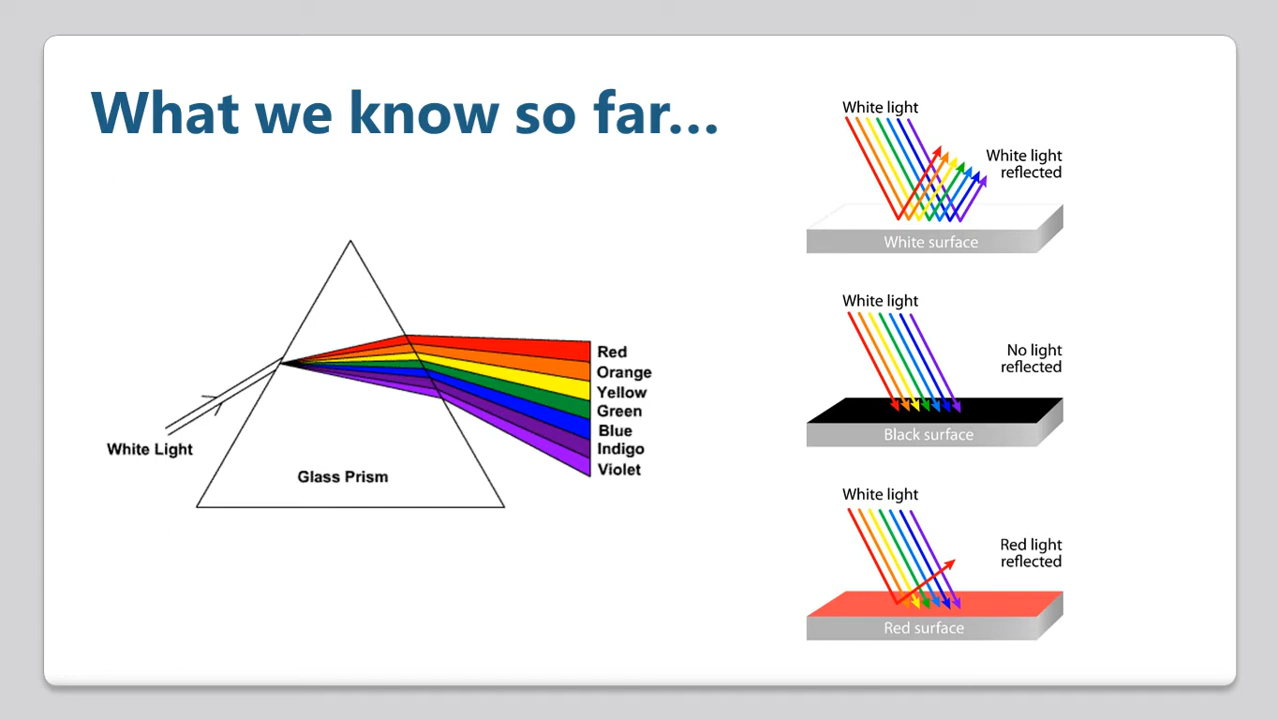 What we know so far...
White Light
Glass Prism
Red
Orange
Yellow
Green
Blue
Indigo
Violet
White light
White light
reflected
White surface
White light
No light
reflected
Black surface
White light
Red light
reflected
Red surface